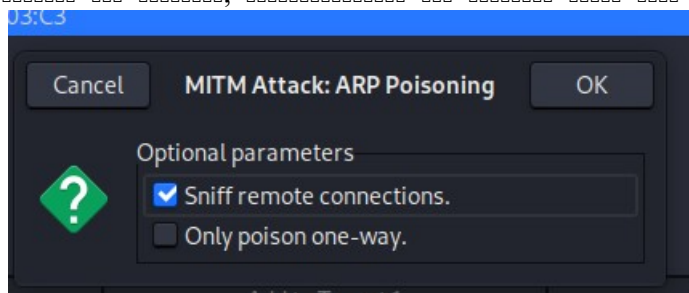 03:C3
Cancel MITM Attack: ARP Poisoning OK
Optional parameters
Sniff remote connections.
Only poison one-way.